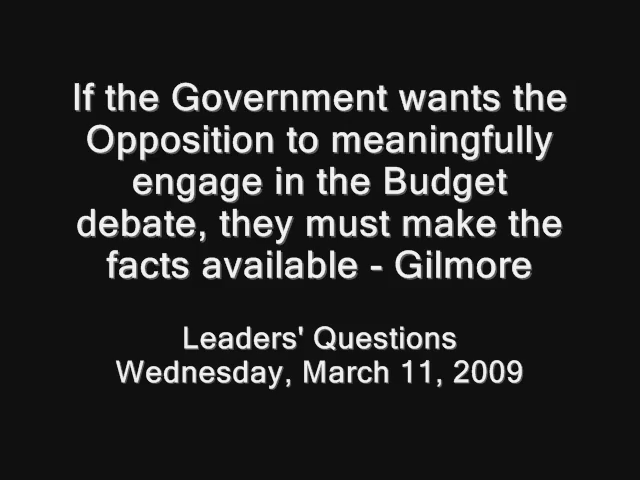 If the Government wants the
Opposition to meaningfully
engage in the Budget
debate, they must make the
facts available - Gilmore
Leaders' Questions
Wednesday, March 11, 2009